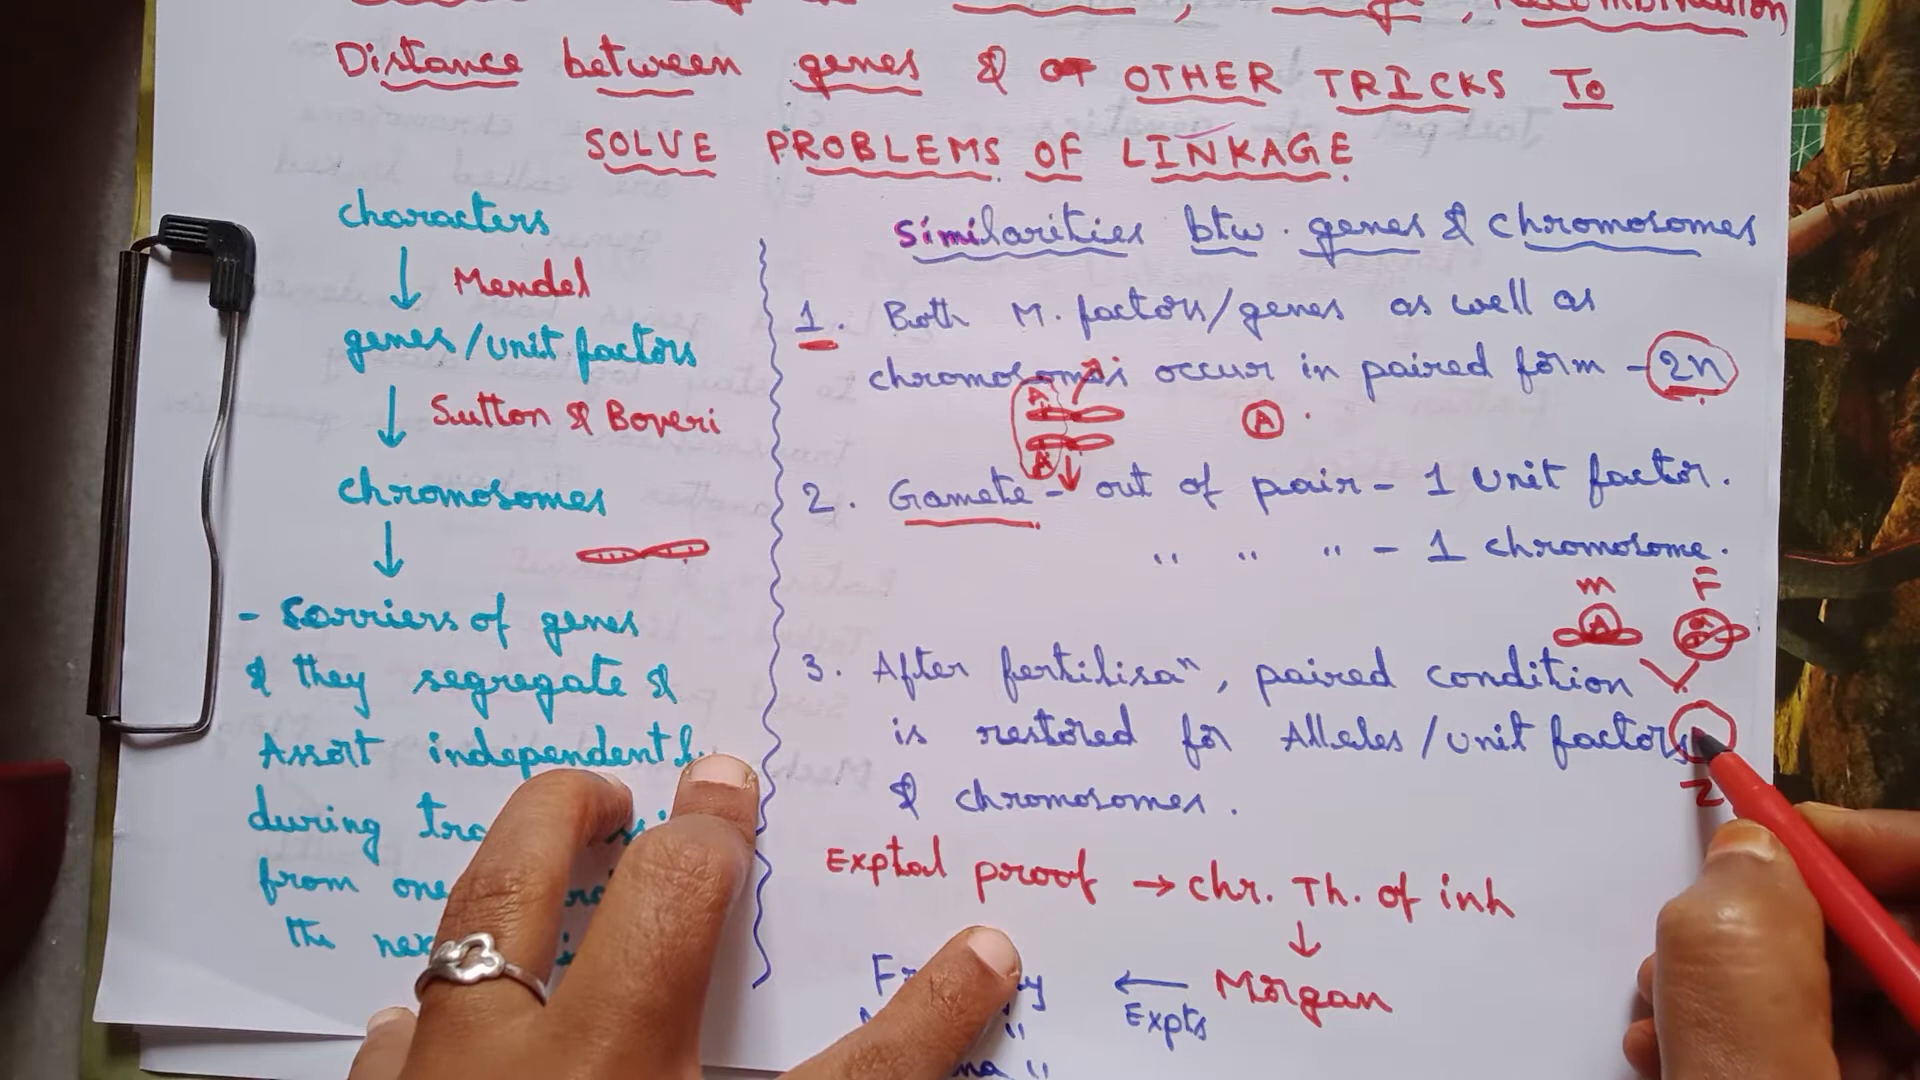 Recombination
Distance between genes & OTHER TRICKS TO
SOLVE PROBLEMS OF LINKAGE.
characters
Mendel
genes/unit factors
Sutton & Boveri
chromosomes
- Carriers of genes
& they segregate &
Assort independently
during
from one
the
Similarities btw. genes & chromosomes
1. Both M. factors/genes as well as
chromosomes occur in paired form - 2n
A
A
2. Gamete - out of pair - 1 unit factor.
" " " - 1 chromosome.
m F
A a
3. After fertilisaⁿ, paired condition
is restored for Alleles/unit factors
& chromosomes.
Z
Exptal proof → chr. Th. of inh
Morgan
Expts